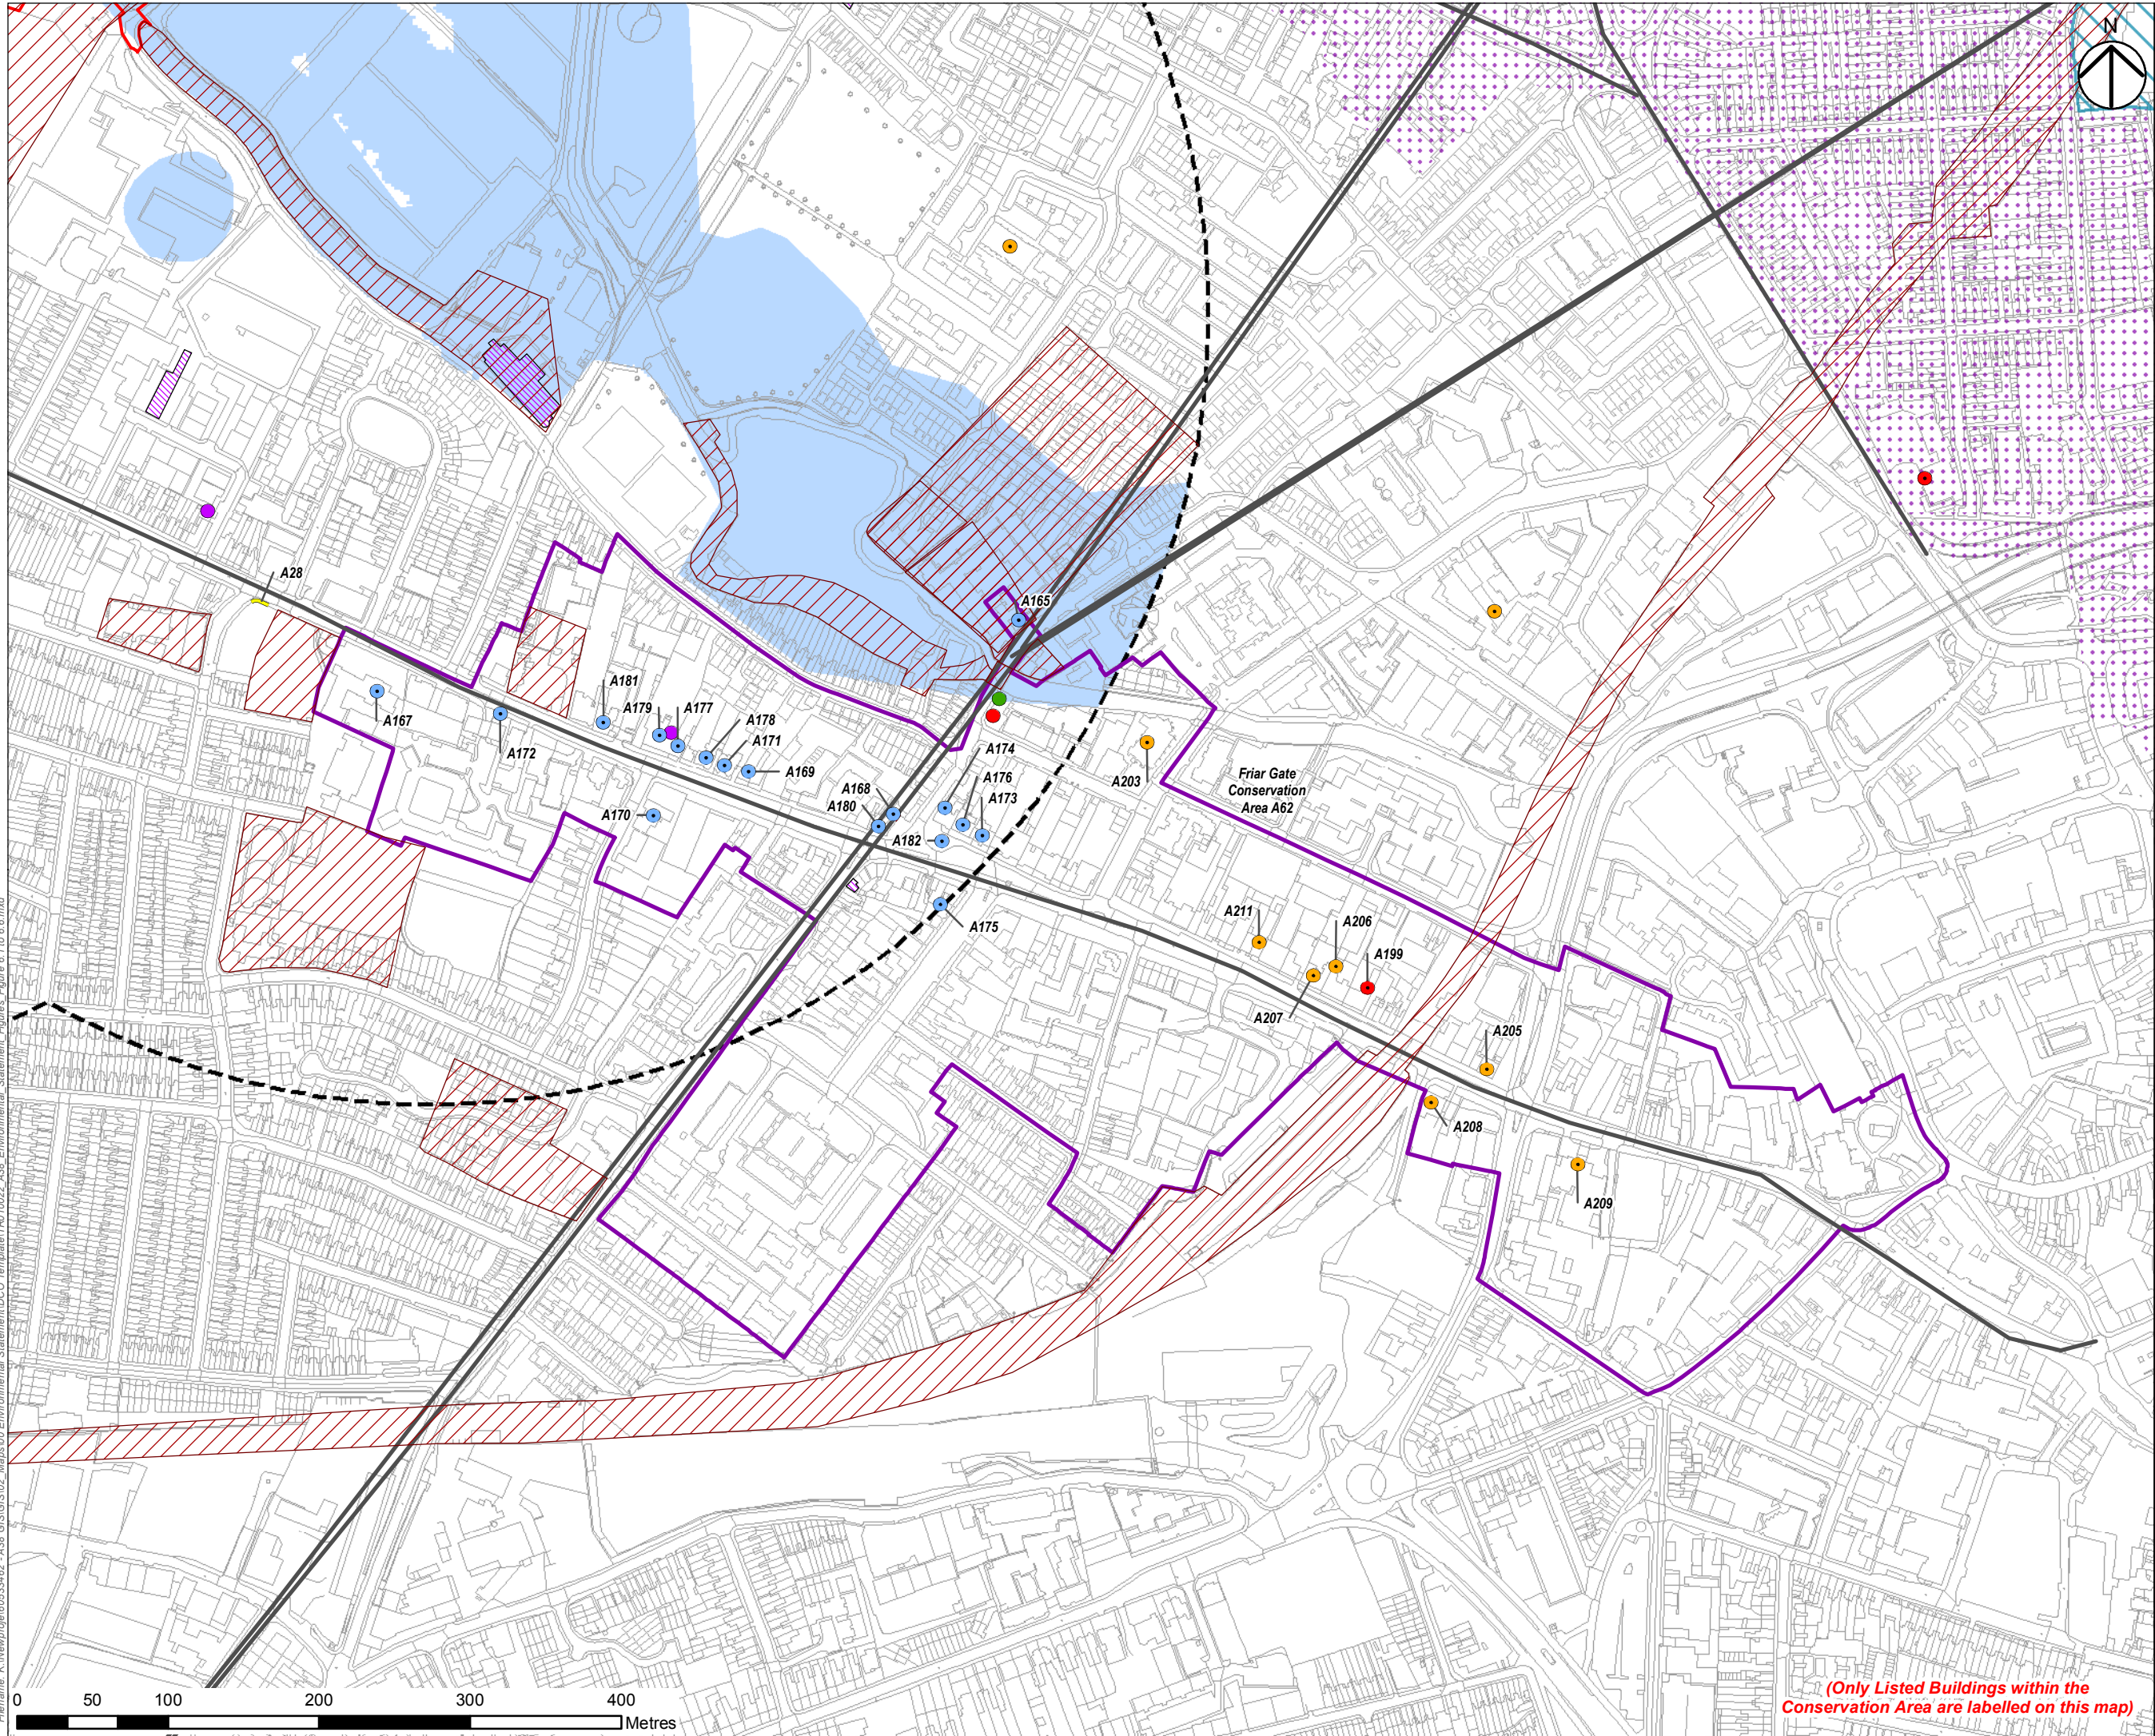 N
A28
A165
A181
A179
A177
A178
A171
A167
A172
A169
A174
A176
A173
A168
A180
A170
A182
A203
Friar Gate
Conservation
Area A62
A175
A211
A206
A199
A207
A205
A208
A209
0 50 100 200 300 400
Metres
(Only Listed Buildings within the
Conservation Area are labelled on this map)